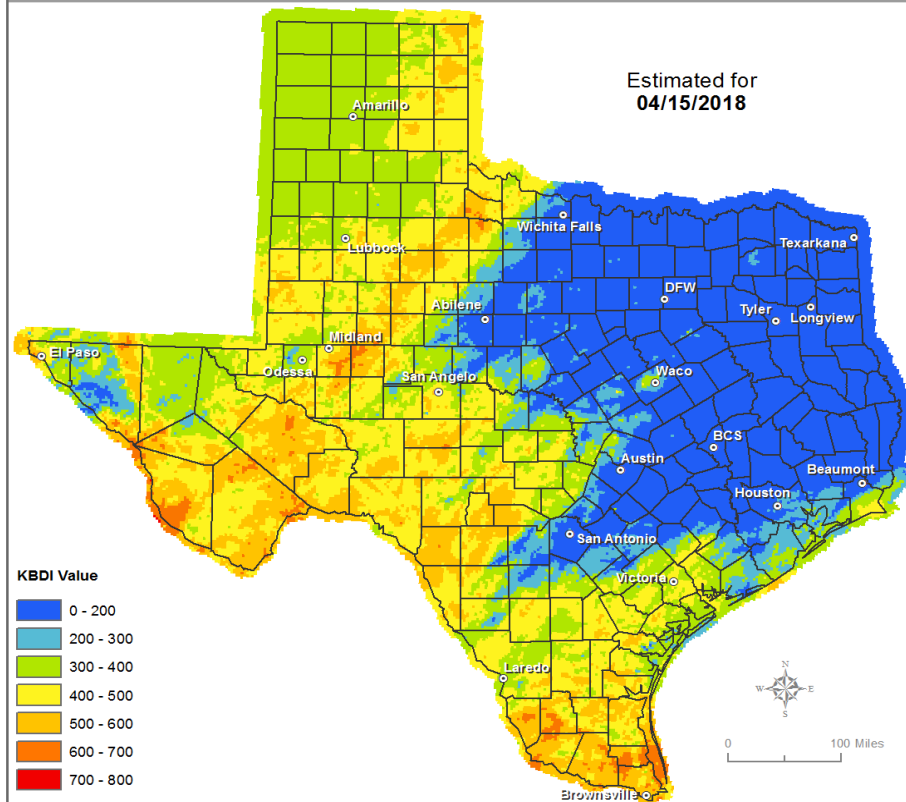 Estimated for
04/15/2018
Amarillo
Wichita Falls
Lubbock
Texarkana
DFW
Abilene
Tyler
Longview
Midland
El Paso
Odessa
San Angelo
Waco
BCS
Austin
Beaumont
Houston
San Antonio
Victoria
KBDI Value
0 - 200
200 - 300
300 - 400
400 - 500
500 - 600
600 - 700
700 - 800
Laredo
Brownsville
N
W E
S
0 100 Miles